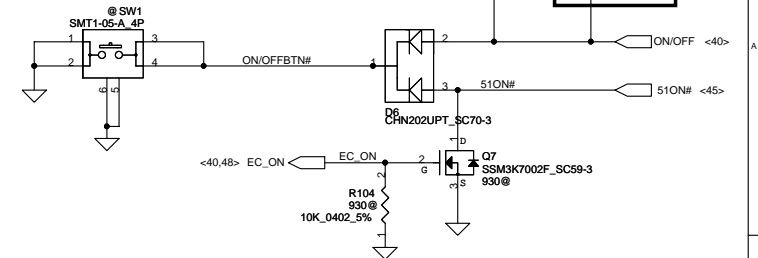 @ SW1
SMT1-05-A_4P
1
3
2
4
6
5
ON/OFFBTN#
1
2
ON/OFF <40>
A
3
51ON#
51ON# <45>
D6
CHN202UPT_SC70-3
<40,48> EC_ON
EC_ON
2
G
1
D
3
S
Q7
SSM3K7002F_SC59-3
930@
2
R104
930@
10K_0402_5%
1